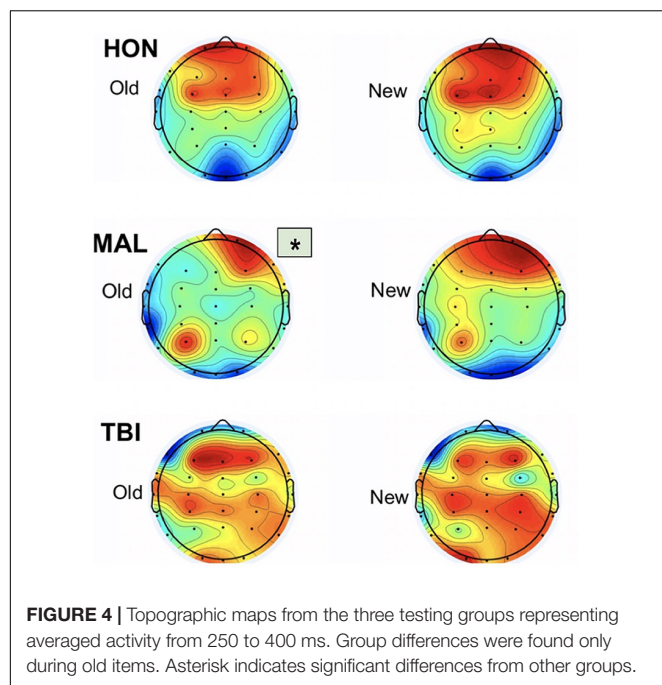 HON
Old
New
MAL
*
Old
New
TBI
Old
New
FIGURE 4 | Topographic maps from the three testing groups representing
averaged activity from 250 to 400 ms. Group differences were found only
during old items. Asterisk indicates significant differences from other groups.